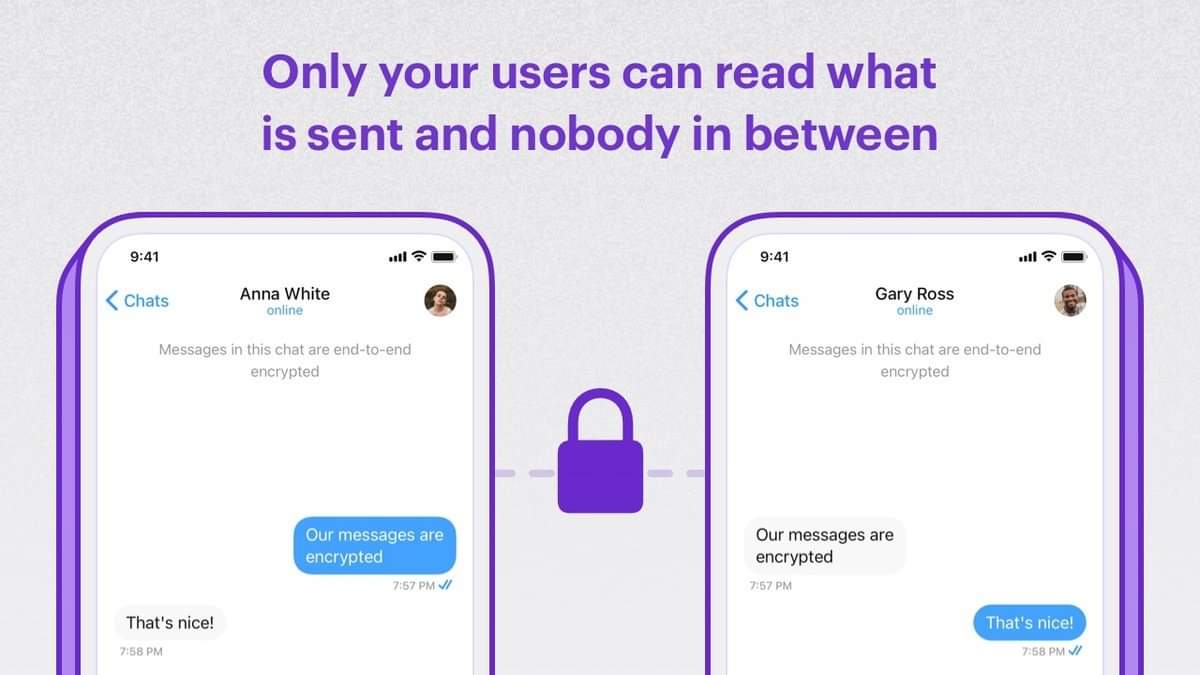 Only your users can read what
is sent and nobody in between
9:41
Chats
Anna White
online
Messages in this chat are end-to-end
encrypted
Our messages are
encrypted
7:57 PM
That's nice!
7:58 PM
9:41
Chats
Gary Ross
online
Messages in this chat are end-to-end
encrypted
Our messages are
encrypted
7:57 PM
That's nice!
7:58 PM